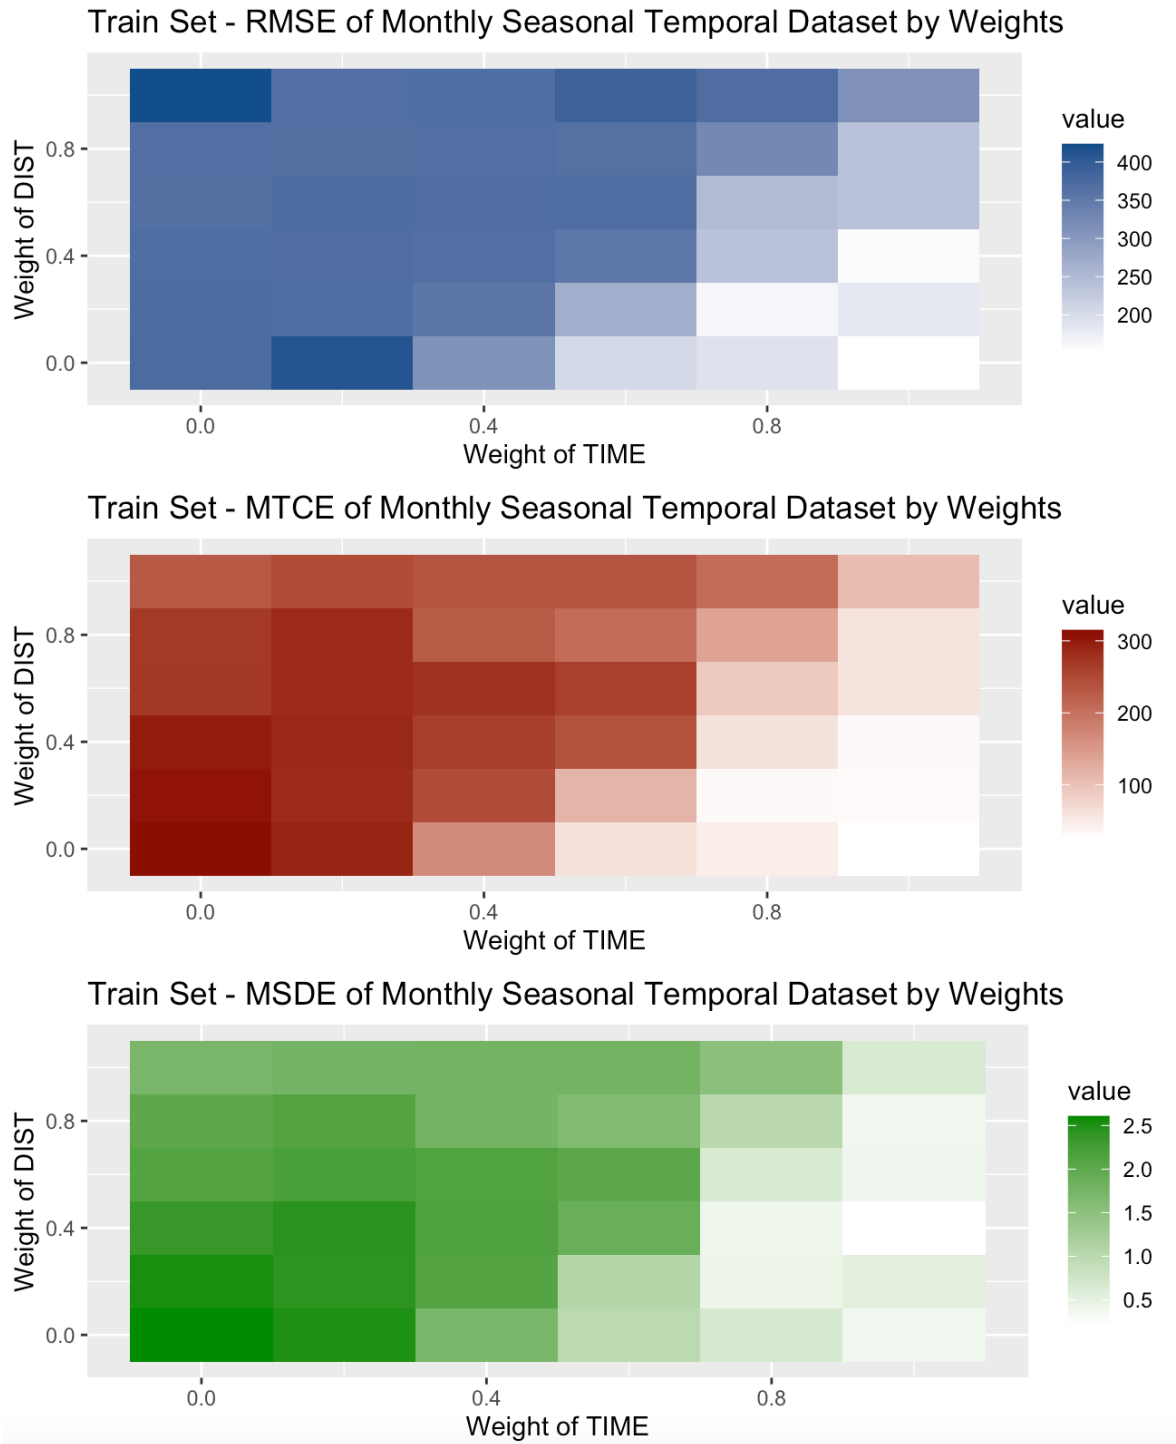 Train Set - RMSE of Monthly Seasonal Temporal Dataset by Weights
Weight of DIST
0.8
0.4
0.0
0.0 0.4 0.8
Weight of TIME
value
400
350
300
250
200
Train Set - MTCE of Monthly Seasonal Temporal Dataset by Weights
Weight of DIST
0.8
0.4
0.0
0.0 0.4 0.8
Weight of TIME
value
300
200
100
Train Set - MSDE of Monthly Seasonal Temporal Dataset by Weights
Weight of DIST
0.8
0.4
0.0
0.0 0.4 0.8
Weight of TIME
value
2.5
2.0
1.5
1.0
0.5